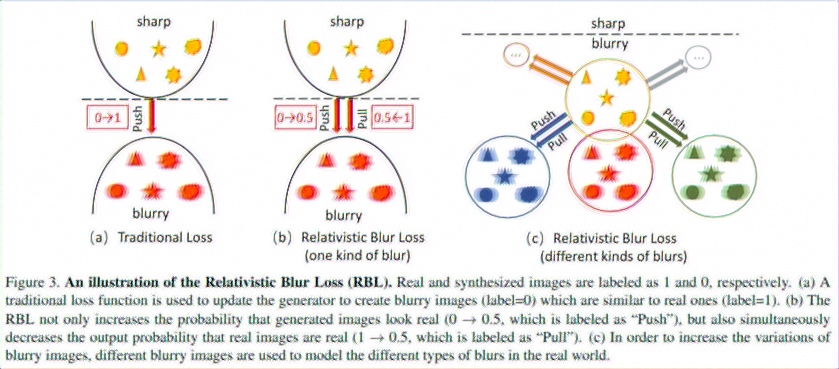 sharp
blurry
0→1
Push
(a) Traditional Loss
sharp
blurry
0→0.5
Push
Pull
0.5←1
(b) Relativistic Blur Loss
(one kind of blur)
sharp
blurry
...
...
Push
Pull
Push
Pull
(c) Relativistic Blur Loss
(different kinds of blurs)
Figure 3. An illustration of the Relativistic Blur Loss (RBL). Real and synthesized images are labeled as 1 and 0, respectively. (a) A
traditional loss function is used to update the generator to create blurry images (label=0) which are similar to real ones (label=1). (b) The
RBL not only increases the probability that generated images look real (0 → 0.5, which is labeled as “Push”), but also simultaneously
decreases the output probability that real images are real (1 → 0.5, which is labeled as “Pull”). (c) In order to increase the variations of
blurry images, different blurry images are used to model the different types of blurs in the real world.